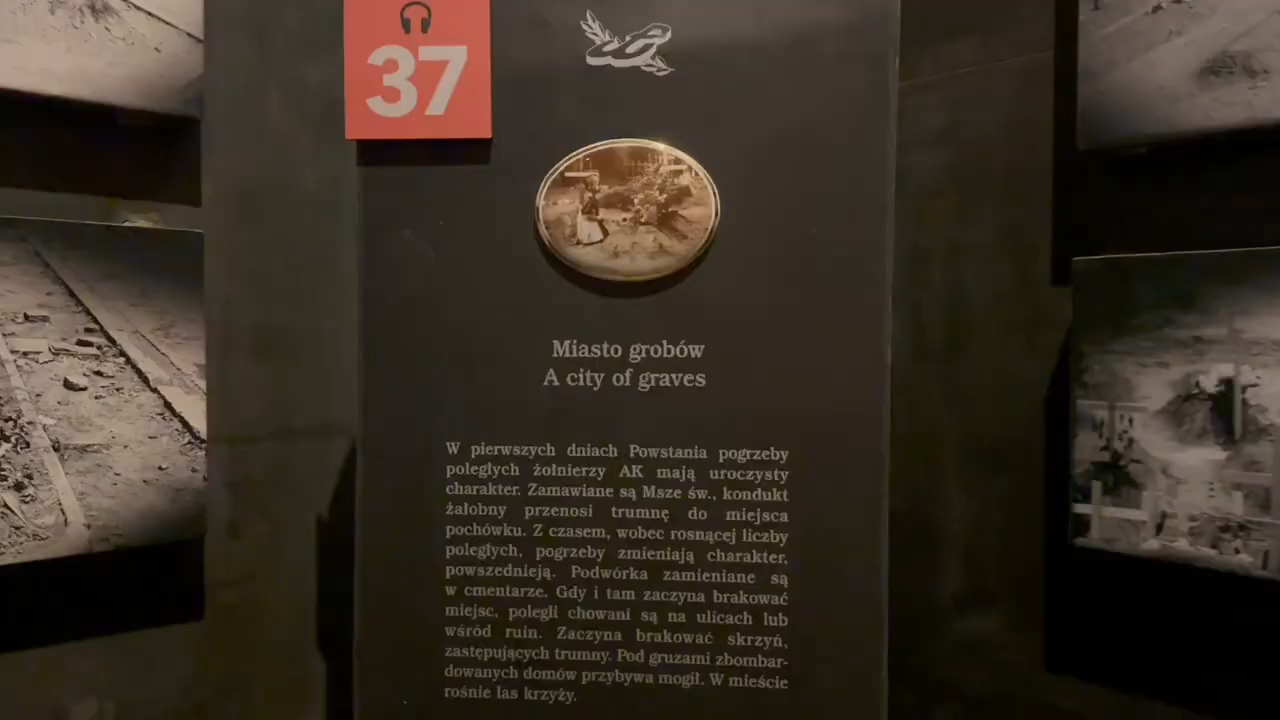 37
Miasto grobów
A city of graves
W pierwszych dniach Powstania pogrzeby
poległych żołnierzy AK mają uroczysty
charakter. Zamawiane są Msze św., kondukt
żałobny przenosi trumnę do miejsca
pochówku. Z czasem, wobec rosnącej liczby
poległych, pogrzeby zmieniają charakter,
powszednieją. Podwórka zamieniane są
w cmentarze. Gdy i tam zaczyna brakować
miejsc, polegli chowani są na ulicach lub
wśród ruin. Zaczyna brakować skrzyń,
zastępujących trumny. Pod gruzami zbombar-
dowanych domów przybywa mogił. W mieście
rośnie las krzyży.